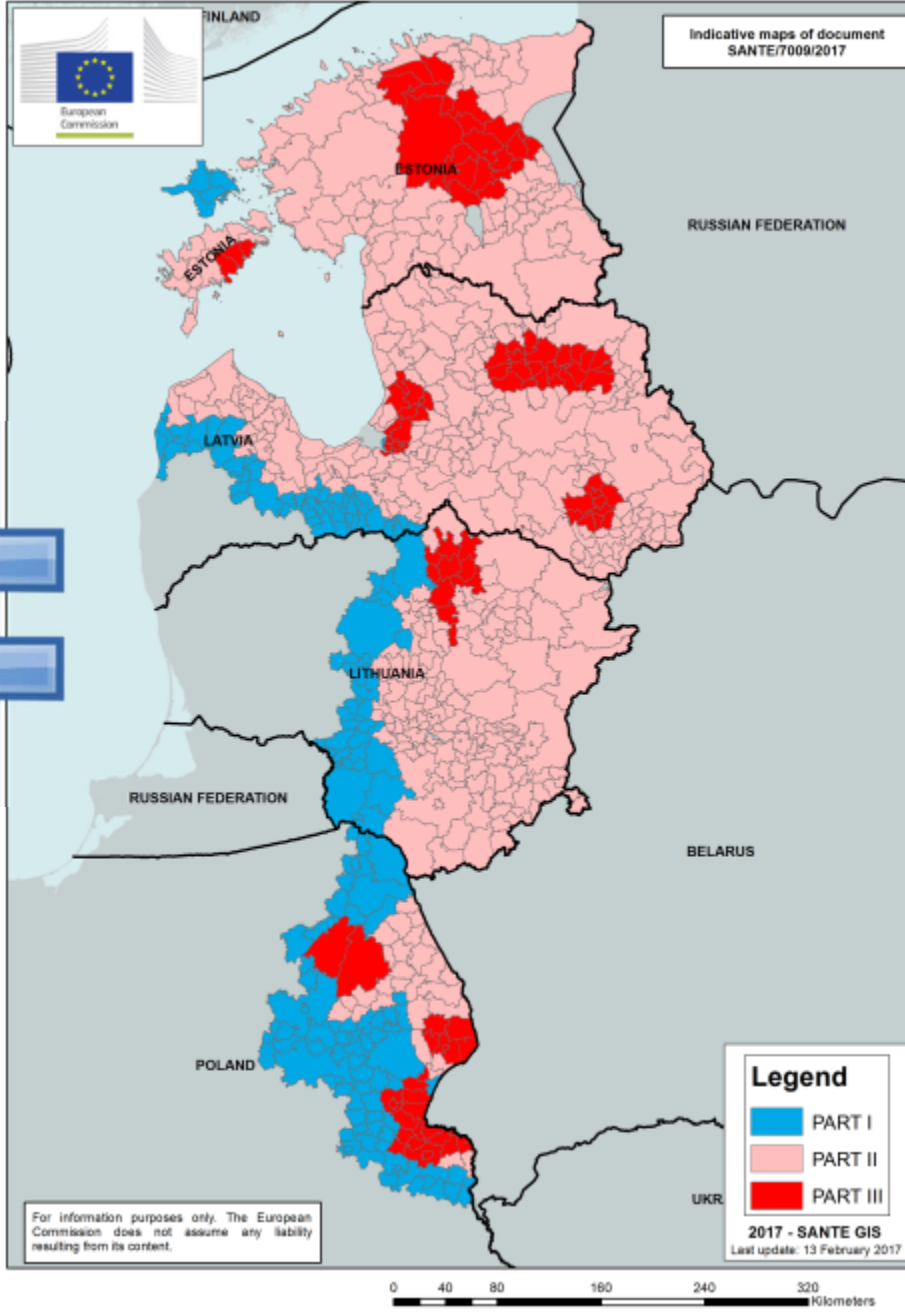 FINLAND
Indicative maps of document
SANTE/7009/2017
European
Commission
ESTONIA
RUSSIAN FEDERATION
ESTONIA
LATVIA
LITHUANIA
RUSSIAN FEDERATION
BELARUS
POLAND
Legend
PART I
PART II
PART III
UKR
2017 - SANTE GIS
Last update: 13 February 2017
For information purposes only. The European
Commission does not assume any liability
resulting from its content.
0 40 80 160 240 320
Kilometers